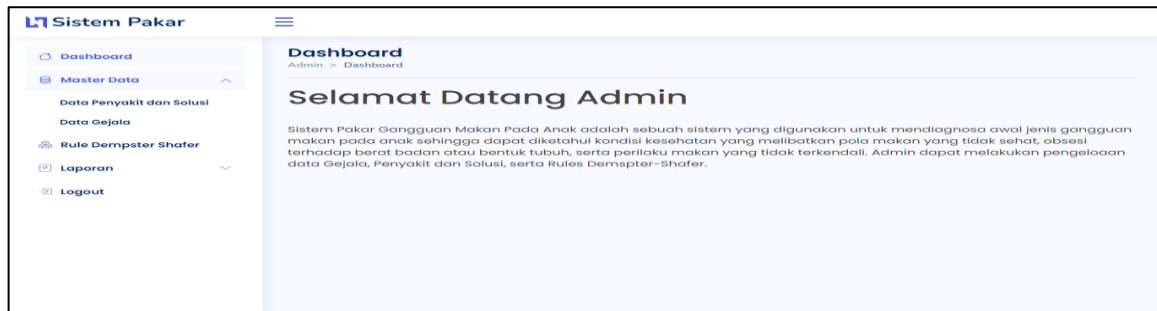 Sistem Pakar
Dashboard
Master Data
Data Penyakit dan Solusi
Data Gejala
Rule Dempster Shafer
Laporan
Logout
Dashboard
Admin > Dashboard
Selamat Datang Admin
Sistem Pakar Gangguan Makan Pada Anak adalah sebuah sistem yang digunakan untuk mendiagnosa awal jenis gangguan
makan pada anak sehingga dapat diketahui kondisi kesehatan yang melibatkan pola makan yang tidak sehat, obsesi
terhadap berat badan atau bentuk tubuh, serta perilaku makan yang tidak terkendali. Admin dapat melakukan pengeloaan
data Gejala, Penyakit dan Solusi, serta Rules Demspter-Shafer.